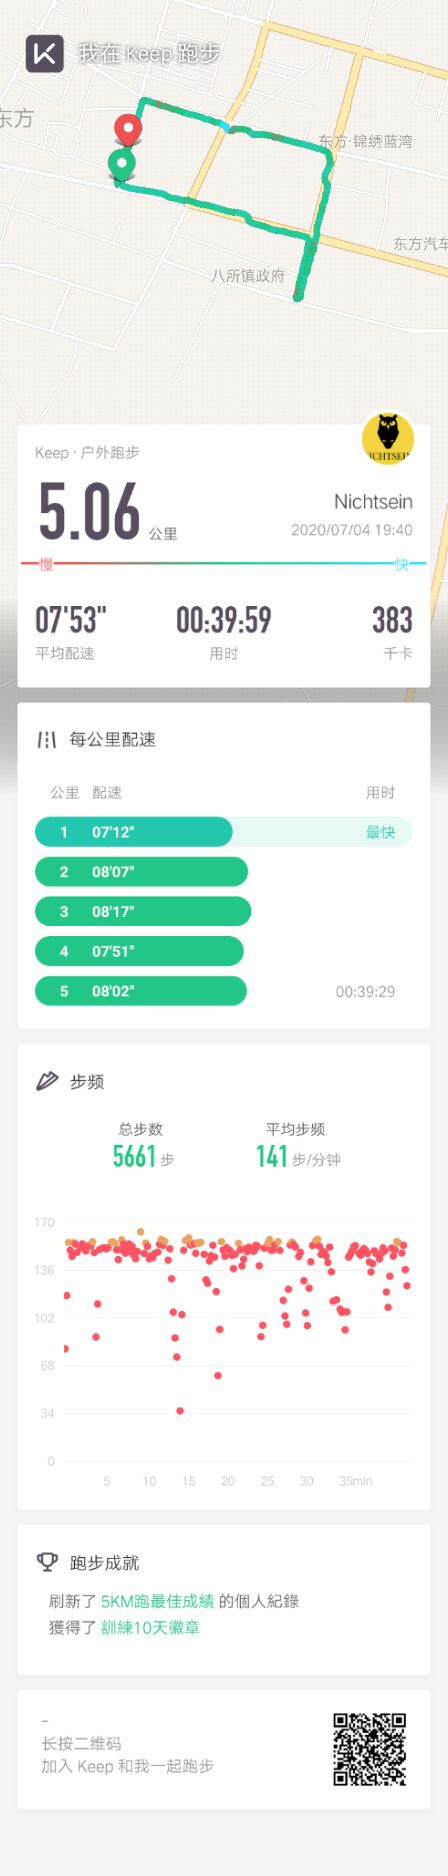 我在 Keep 跑步
东方
东方·锦绣蓝湾
东方汽车
八所镇政府
NICHTSEIN
Keep · 户外跑步
5.06 公里
Nichtsein
2020/07/04 19:40
慢 快
07'53" 00:39:59 383
平均配速 用时 千卡
每公里配速
公里 配速 用时
1 07'12" 最快
2 08'07"
3 08'17"
4 07'51"
5 08'02" 00:39:29
步频
总步数 平均步频
5661 步 141 步/分钟
170
136
102
68
34
0
5 10 15 20 25 30 35min
跑步成就
刷新了 5KM跑最佳成績 的個人紀錄
獲得了 訓練10天徽章
–
长按二维码
加入 Keep 和我一起跑步